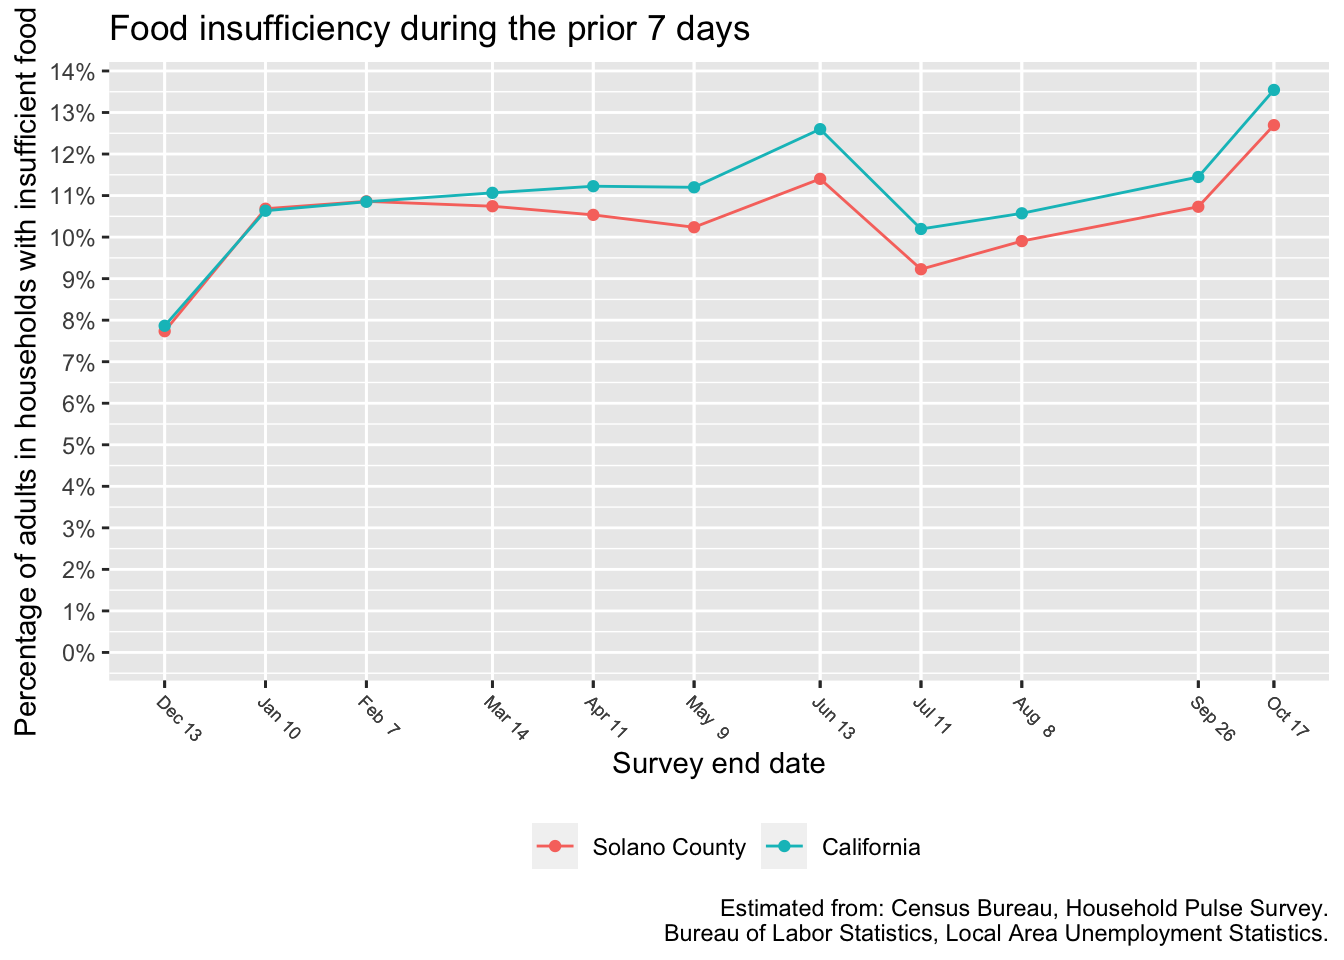 Food insufficiency during the prior 7 days
Percentage of adults in households with insufficient food
14%
13%
12%
11%
10%
9%
8%
7%
6%
5%
4%
3%
2%
1%
0%
Dec 13
Jan 10
Feb 7
Mar 14
Apr 11
May 9
Jun 13
Jul 11
Aug 8
Sep 26
Oct 17
Survey end date
Solano County
California
Estimated from: Census Bureau, Household Pulse Survey.
Bureau of Labor Statistics, Local Area Unemployment Statistics.